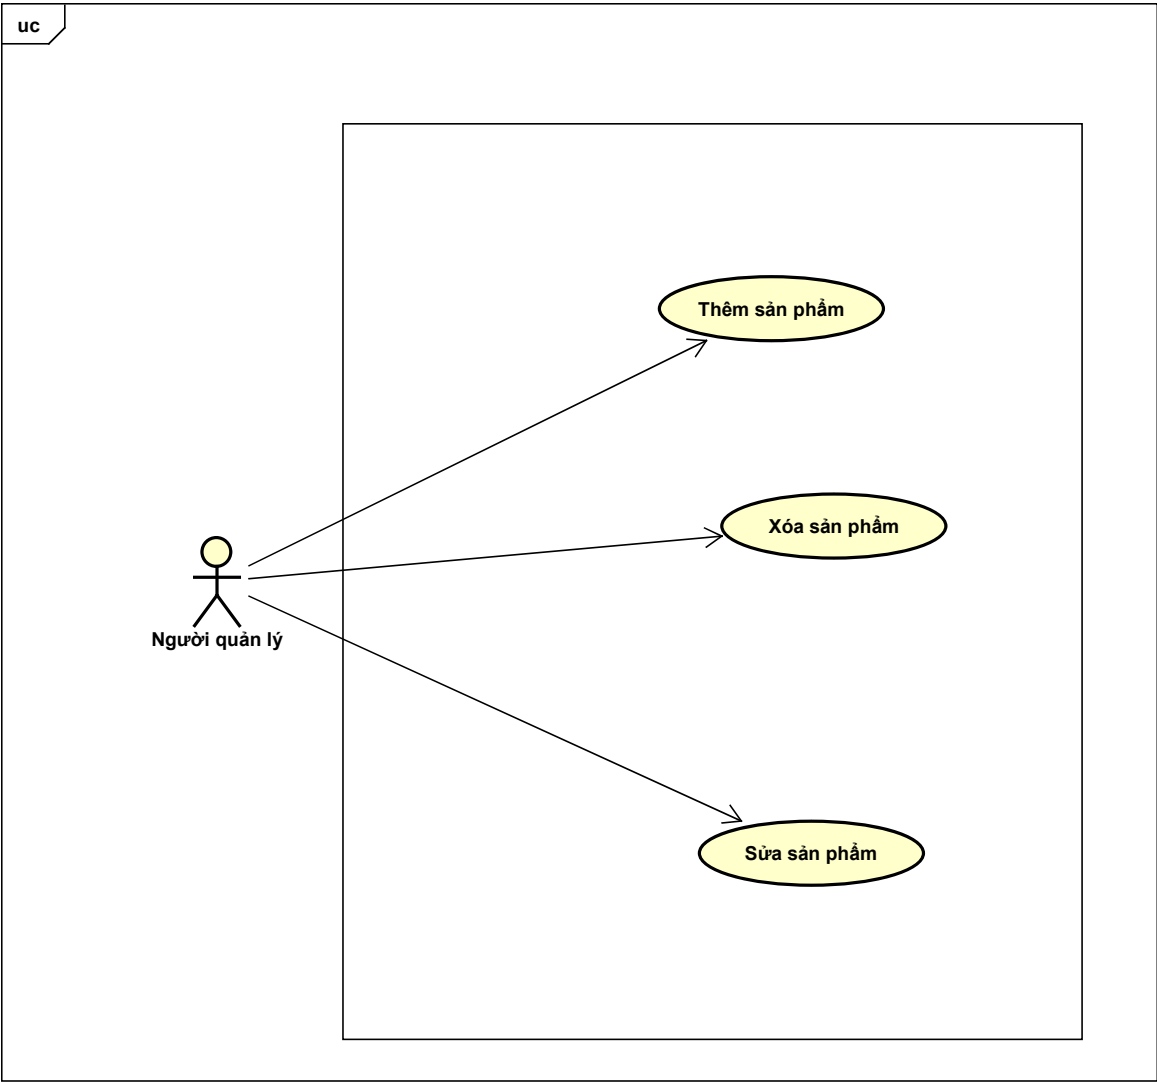 uc
Thêm sản phẩm
Xóa sản phẩm
Người quản lý
Sửa sản phẩm